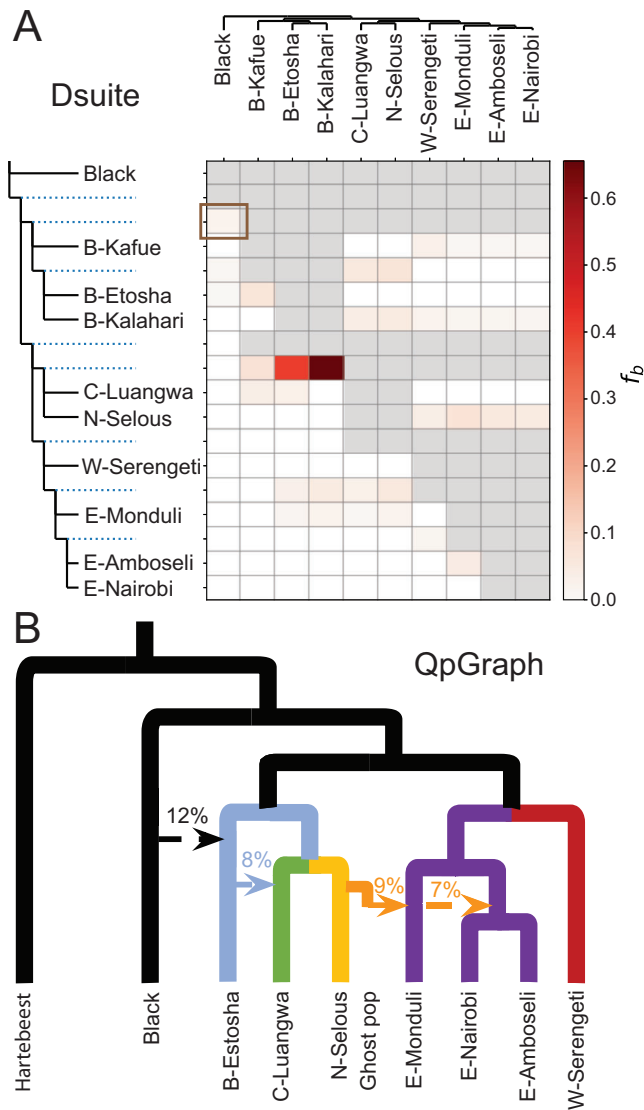 A
Black
B-Kafue
B-Etosha
B-Kalahari
C-Luangwa
N-Selous
W-Serengeti
E-Monduli
E-Amboseli
E-Nairobi
Dsuite
Black
B-Kafue
B-Etosha
B-Kalahari
C-Luangwa
N-Selous
W-Serengeti
E-Monduli
E-Amboseli
E-Nairobi
0.6
0.5
0.4
0.3
0.2
0.1
0.0
f_b
B
QpGraph
12%
8%
9%
7%
Hartebeest
Black
B-Estosha
C-Luangwa
N-Selous
Ghost pop
E-Monduli
E-Nairobi
E-Amboseli
W-Serengeti